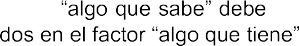 “algo que sabe” debe
dos en el factor “algo que tiene”